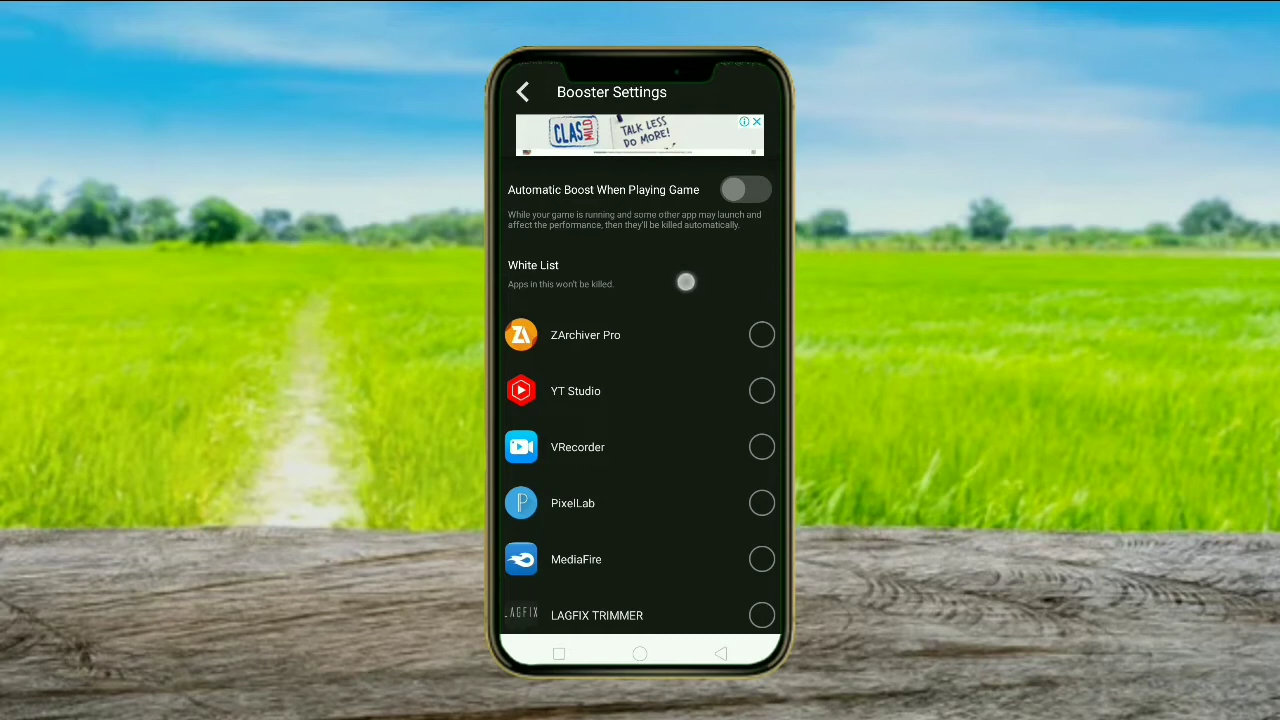 Booster Settings
CLAS MILD
TALK LESS
DO MORE!
Automatic Boost When Playing Game
While your game is running and some other app may launch and
affect the performance, then they'll be killed automatically.
White List
Apps in this won't be killed.
ZArchiver Pro
YT Studio
VRecorder
PixelLab
MediaFire
LAGFIX
LAGFIX TRIMMER